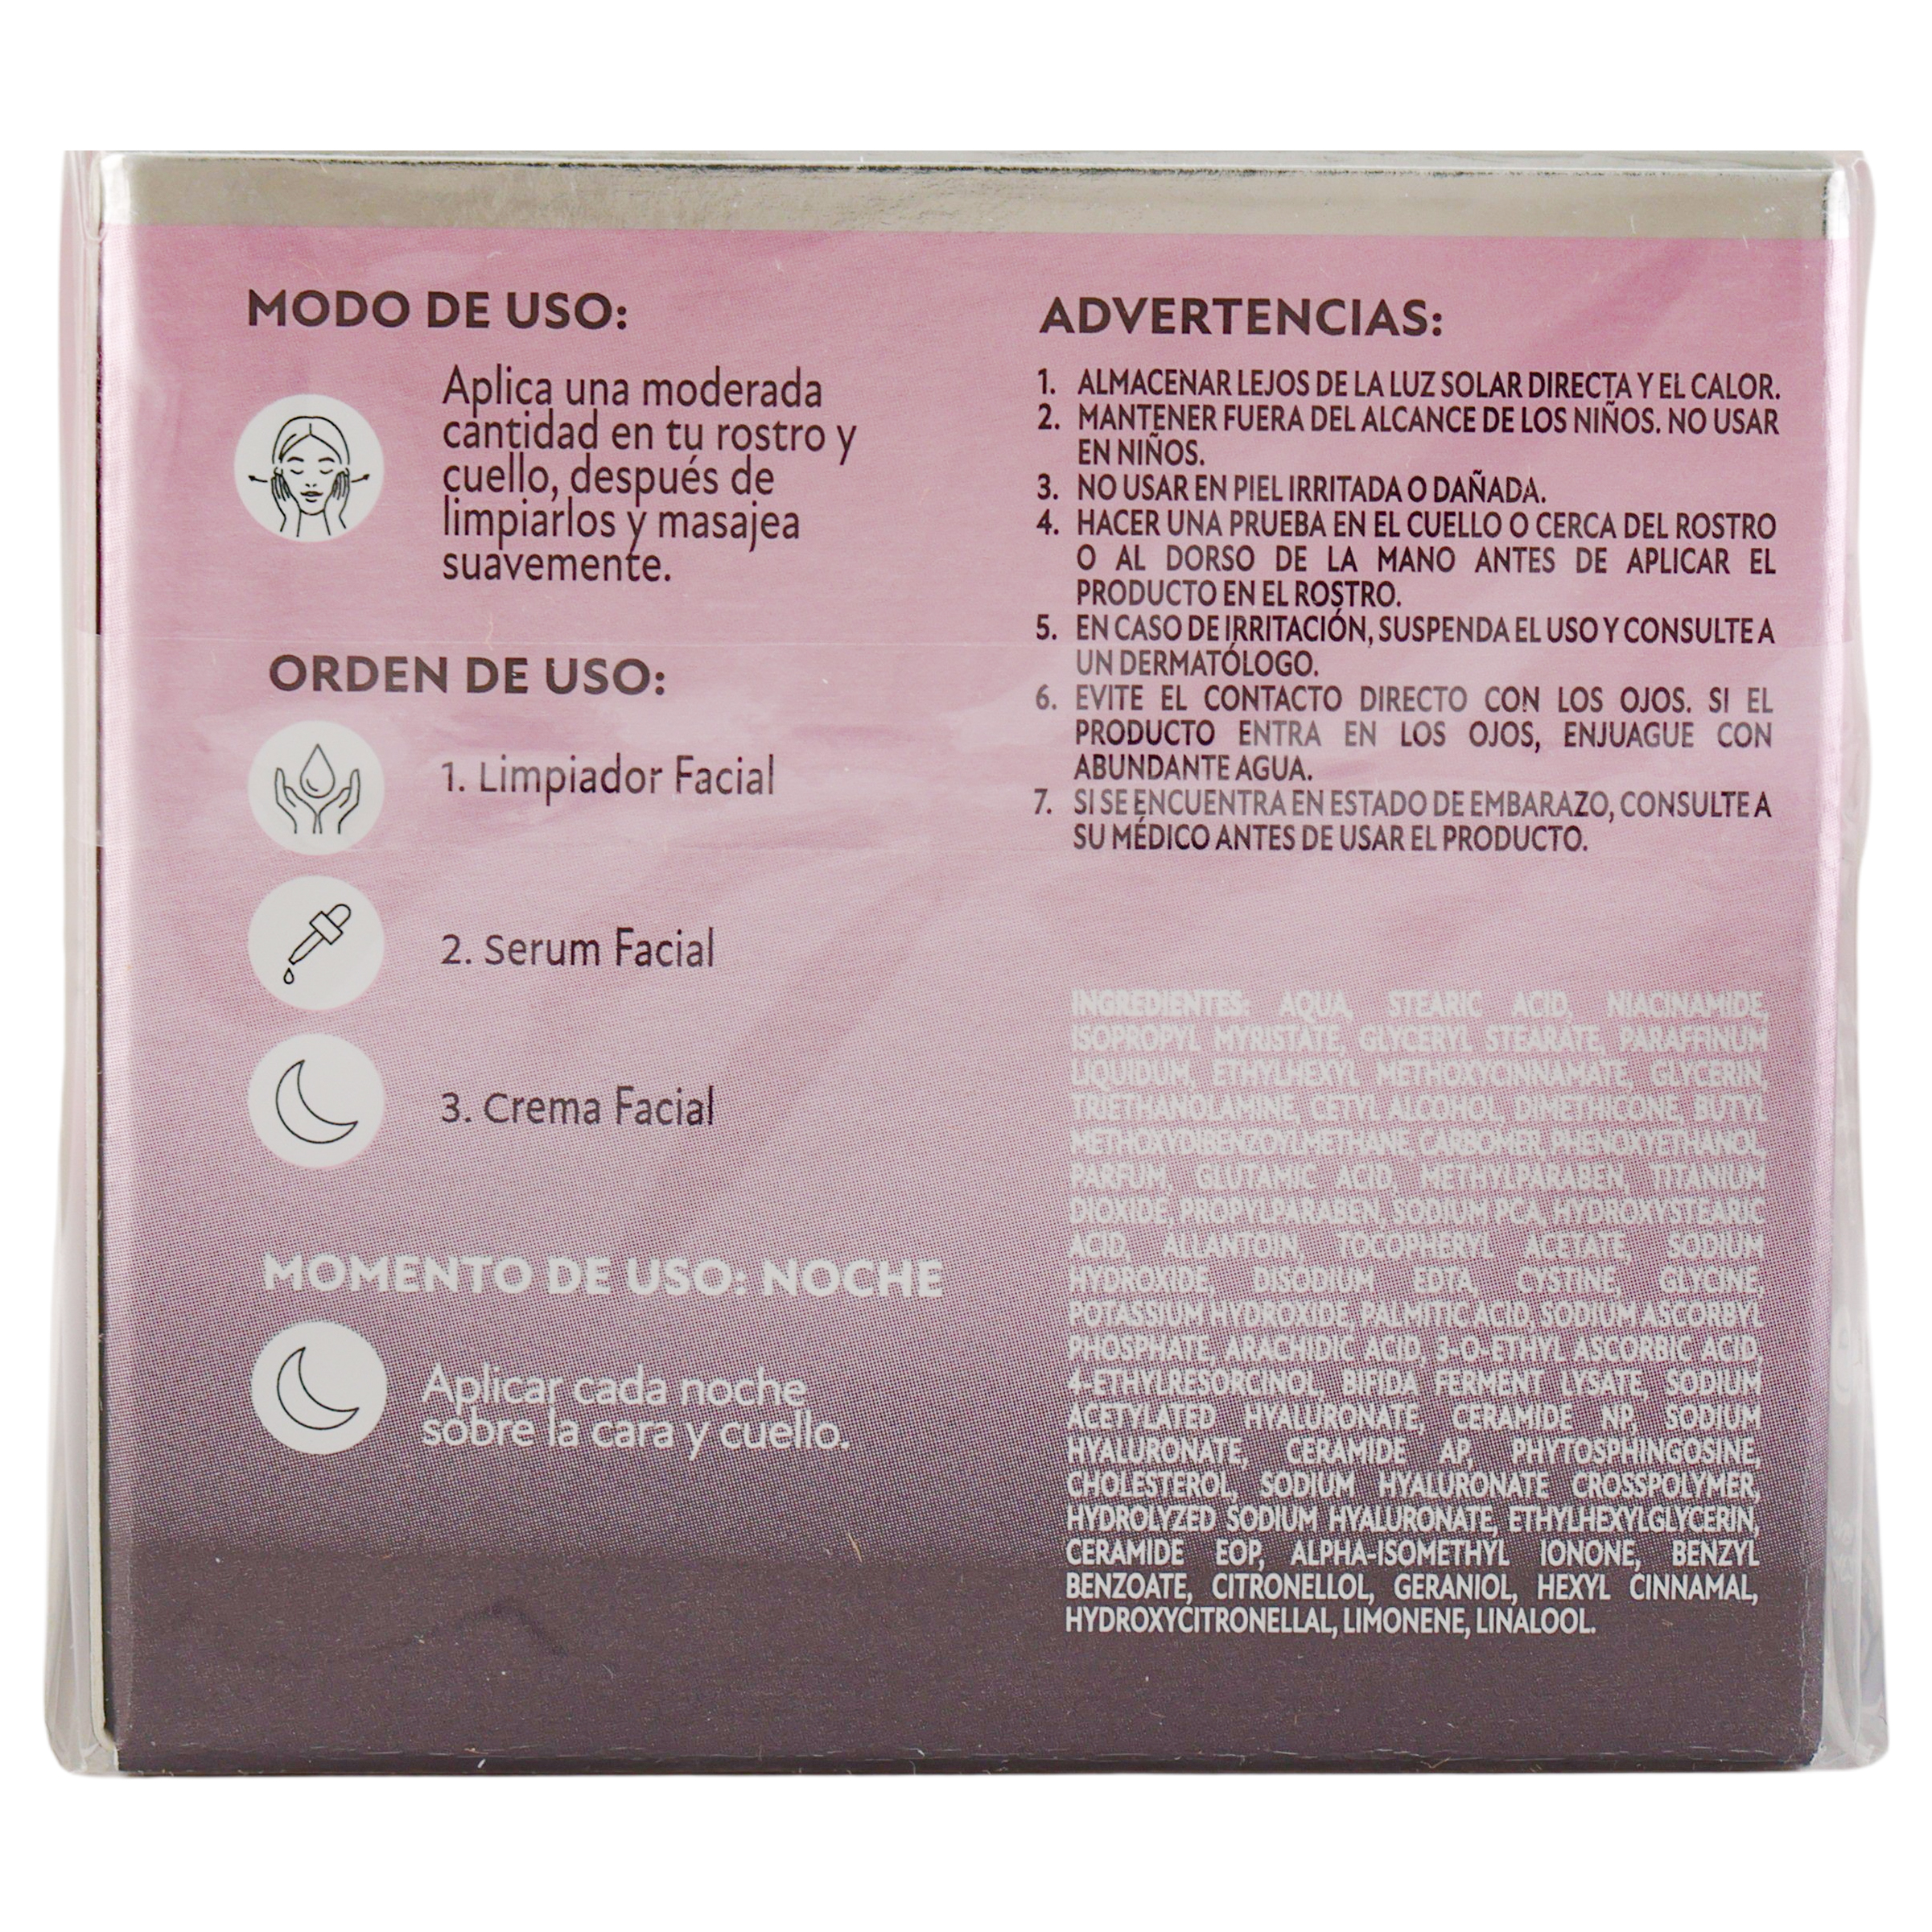 MODO DE USO:
Aplica una moderada
cantidad en tu rostro y
cuello, después de
limpiarlos y masajea
suavemente.
ORDEN DE USO:
1. Limpiador Facial
2. Serum Facial
3. Crema Facial
MOMENTO DE USO: NOCHE
Aplicar cada noche
sobre la cara y cuello.
ADVERTENCIAS:
1. ALMACENAR LEJOS DE LA LUZ SOLAR DIRECTA Y EL CALOR.
2. MANTENER FUERA DEL ALCANCE DE LOS NIÑOS. NO USAR
EN NIÑOS.
3. NO USAR EN PIEL IRRITADA O DAÑADA.
4. HACER UNA PRUEBA EN EL CUELLO O CERCA DEL ROSTRO
O AL DORSO DE LA MANO ANTES DE APLICAR EL
PRODUCTO EN EL ROSTRO.
5. EN CASO DE IRRITACIÓN, SUSPENDA EL USO Y CONSULTE A
UN DERMATÓLOGO.
6. EVITE EL CONTACTO DIRECTO CON LOS OJOS. SI EL
PRODUCTO ENTRA EN LOS OJOS, ENJUAGUE CON
ABUNDANTE AGUA.
7. SI SE ENCUENTRA EN ESTADO DE EMBARAZO, CONSULTE A
SU MÉDICO ANTES DE USAR EL PRODUCTO.
INGREDIENTES: AQUA, STEARIC ACID, NIACINAMIDE,
ISOPROPYL MYRISTATE, GLYCERYL STEARATE, PARAFFINUM
LIQUIDUM, ETHYLHEXYL METHOXYCINNAMATE, GLYCERIN,
TRIETHANOLAMINE, CETYL ALCOHOL, DIMETHICONE, BUTYL
METHOXYDIBENZOYLMETHANE, CARBOMER, PHENOXYETHANOL,
PARFUM, GLUTAMIC ACID, METHYLPARABEN, TITANIUM
DIOXIDE, PROPYLPARABEN, SODIUM PCA, HYDROXYSTEARIC
ACID, ALLANTOIN, TOCOPHERYL ACETATE, SODIUM
HYDROXIDE, DISODIUM EDTA, CYSTINE, GLYCINE,
POTASSIUM HYDROXIDE, PALMITIC ACID, SODIUM ASCORBYL
PHOSPHATE, ARACHIDIC ACID, 3-O-ETHYL ASCORBIC ACID,
4-ETHYLRESORCINOL, BIFIDA FERMENT LYSATE, SODIUM
ACETYLATED HYALURONATE, CERAMIDE NP, SODIUM
HYALURONATE, CERAMIDE AP, PHYTOSPHINGOSINE,
CHOLESTEROL, SODIUM HYALURONATE CROSSPOLYMER,
HYDROLYZED SODIUM HYALURONATE, ETHYLHEXYLGLYCERIN,
CERAMIDE EOP, ALPHA-ISOMETHYL IONONE, BENZYL
BENZOATE, CITRONELLOL, GERANIOL, HEXYL CINNAMAL,
HYDROXYCITRONELLAL, LIMONENE, LINALOOL.